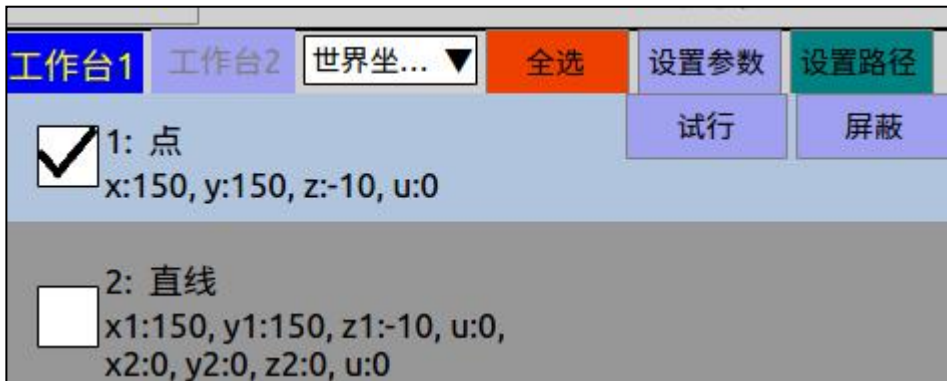 工作台1 工作台2 世界坐... ▼ 全选 设置参数 设置路径
试行 屏蔽
1: 点
x:150, y:150, z:-10, u:0
2: 直线
x1:150, y1:150, z1:-10, u:0,
x2:0, y2:0, z2:0, u:0